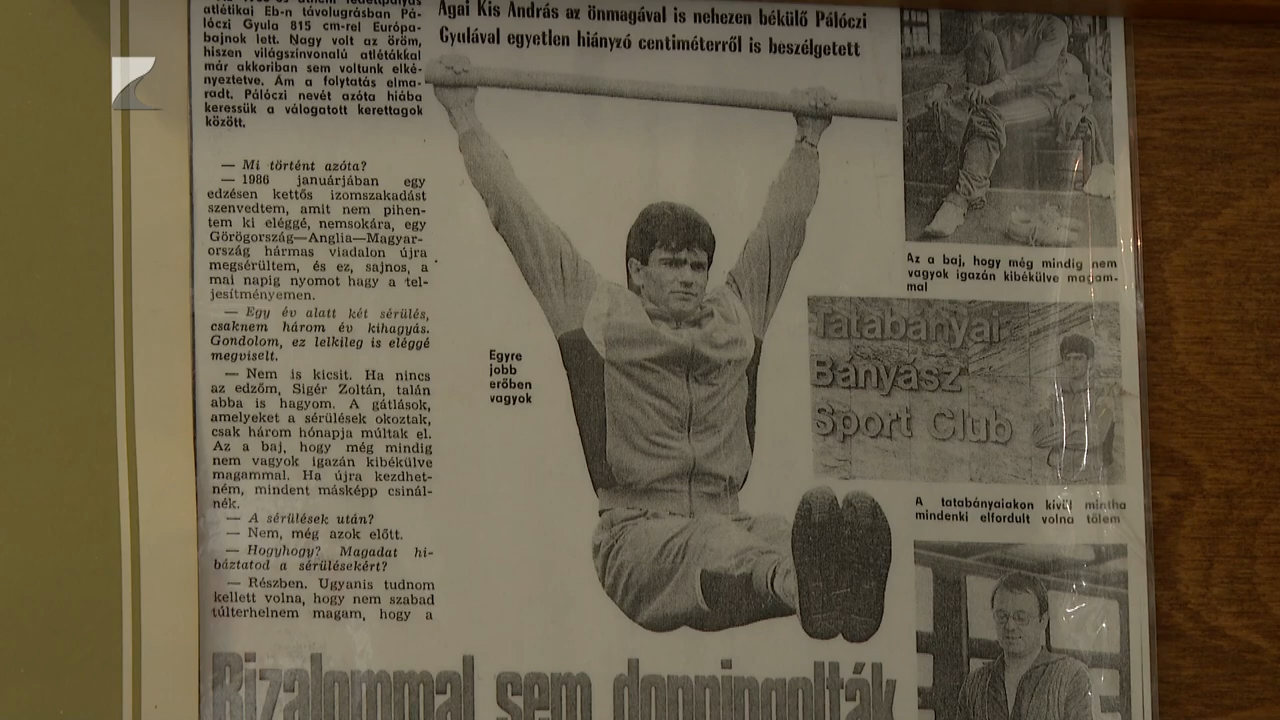 atlétikai Eb-n távolugrásban Pá-
lóczi Gyula 815 cm-rel Európa-
bajnok lett. Nagy volt az öröm,
hiszen világszínvonalú atlétákkal
már akkoriban sem voltunk elké-
nyeztetve. Ám a folytatás elma-
radt. Pálóczi nevét azóta hiába
keressük a válogatott kerettagok
között.
— Mi történt azóta?
— 1986 januárjában egy
edzésen kettős izomszakadást
szenvedtem, amit nem pihen-
tem ki eléggé, nemsokára, egy
Görögország—Anglia—Magyar-
ország hármas viadalon újra
megsérültem, és ez, sajnos, a
mai napig nyomot hagy a tel-
jesítményemen.
— Egy év alatt két sérülés,
csaknem három év kihagyás.
Gondolom, ez lelkileg is eléggé
megviselt.
— Nem is kicsit. Ha nincs
az edzőm, Sigér Zoltán, talán
abba is hagyom. A gátlások,
amelyeket a sérülések okoztak,
csak három hónapja múltak el.
Az a baj, hogy még mindig
nem vagyok igazán kibékülve
magammal. Ha újra kezdhet-
ném, mindent másképp csinál-
nék.
— A sérülések után?
— Nem, még azok előtt.
— Hogyhogy? Magadat hi-
báztatod a sérülésekért?
— Részben. Ugyanis tudnom
kellett volna, hogy nem szabad
túlterhelnem magam, hogy a
Agai Kis András az önmagával is nehezen békülő Pálóczi
Gyulával egyetlen hiányzó centiméterről is beszélgetett
Egyre
jobb
erőben
vagyok
Az a baj, hogy még mindig nem
vagyok igazán kibékülve magam-
mal
Tatabányai
Bányász
Sport Club
A tatabányaiakon kívül mintha
mindenki elfordult volna tőlem
Bizalommal sem doppingolták